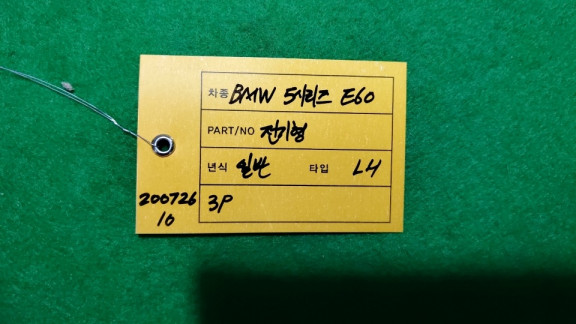 차종 BMW 5시리즈 E60
PART/NO 전기형
년식 일반 타입 LH
200726
10
3P